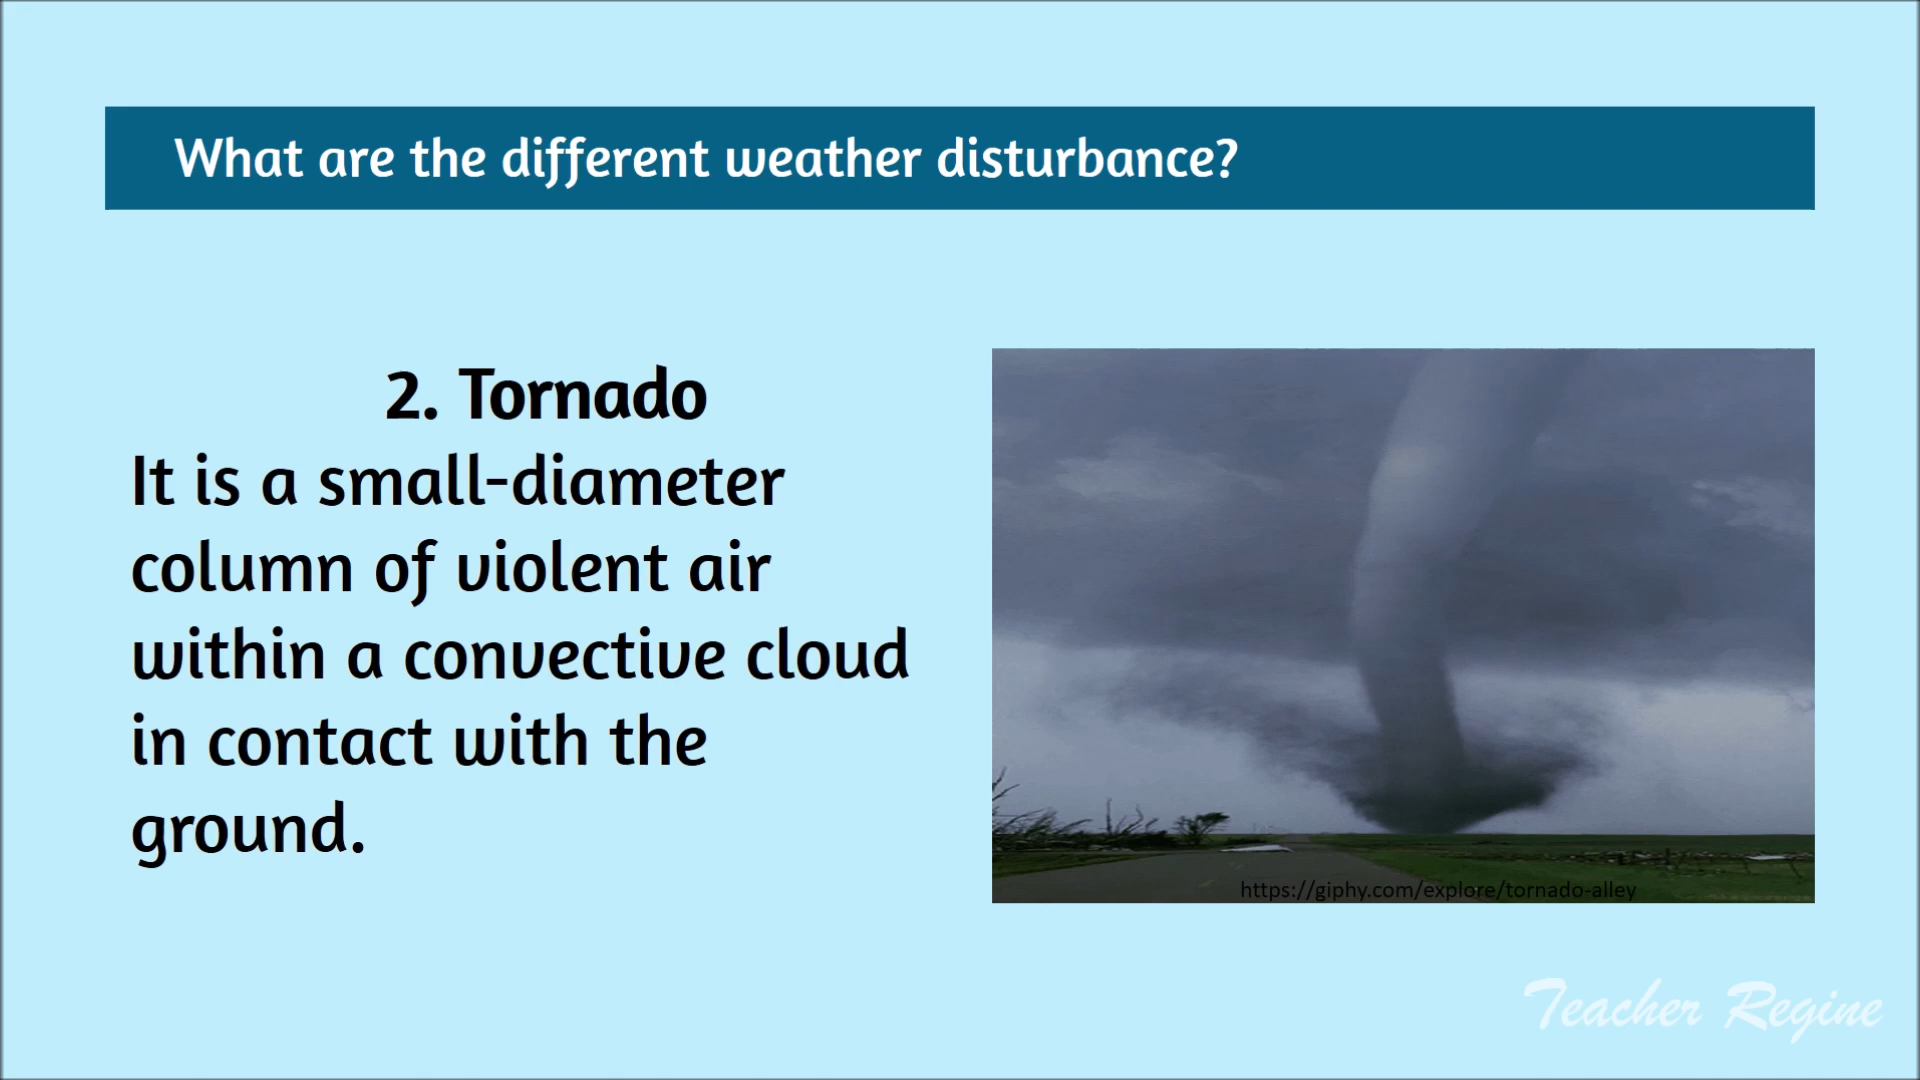 What are the different weather disturbance?
2. Tornado
It is a small-diameter
column of violent air
within a convective cloud
in contact with the
ground.
https://giphy.com/explore/tornado-alley
Teacher Regine